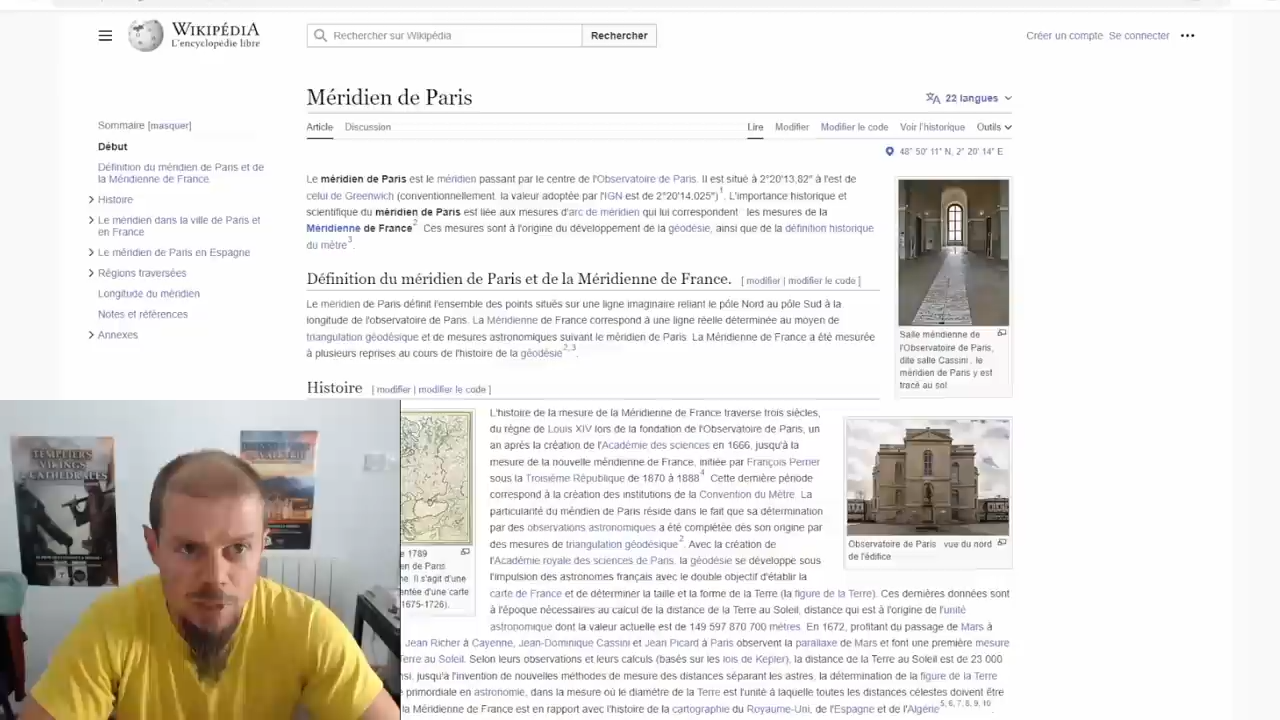 WIKIPÉDIA
L'encyclopédie libre
Rechercher sur Wikipédia
Rechercher
Créer un compte Se connecter
Méridien de Paris
22 langues
Sommaire [masquer]
Début
Définition du méridien de Paris et de
la Méridienne de France
Histoire
Le méridien dans la ville de Paris et
en France
Le méridien de Paris en Espagne
Régions traversées
Longitude du méridien
Notes et références
Annexes
Article Discussion
Lire Modifier Modifier le code Voir l'historique Outils
48° 50′ 11″ N, 2° 20′ 14″ E
Le méridien de Paris est le méridien passant par le centre de l'Observatoire de Paris. Il est situé à 2°20′13,82″ à l'est de
celui de Greenwich (conventionnellement, la valeur adoptée par l'IGN est de 2°20′14,025″)1. L'importance historique et
scientifique du méridien de Paris est liée aux mesures d'arc de méridien qui lui correspondent : les mesures de la
Méridienne de France2. Ces mesures sont à l'origine du développement de la géodésie, ainsi que de la définition historique
du mètre3.
Définition du méridien de Paris et de la Méridienne de France. [ modifier | modifier le code ]
Le méridien de Paris définit l'ensemble des points situés sur une ligne imaginaire reliant le pôle Nord au pôle Sud à la
longitude de l'observatoire de Paris. La Méridienne de France correspond à une ligne réelle déterminée au moyen de
triangulation géodésique et de mesures astronomiques suivant le méridien de Paris. La Méridienne de France a été mesurée
à plusieurs reprises au cours de l'histoire de la géodésie2, 3.
Salle méridienne de
l'Observatoire de Paris,
dite salle Cassini : le
méridien de Paris y est
tracé au sol.
Histoire [ modifier | modifier le code ]
L'histoire de la mesure de la Méridienne de France traverse trois siècles,
du règne de Louis XIV lors de la fondation de l'Observatoire de Paris, un
an après la création de l'Académie des sciences en 1666, jusqu'à la
mesure de la nouvelle méridienne de France, initiée par François Perrier
sous la Troisième République de 1870 à 18884. Cette dernière période
correspond à la création des institutions de la Convention du Mètre. La
particularité du méridien de Paris réside dans le fait que sa détermination
par des observations astronomiques a été complétée dès son origine par
des mesures de triangulation géodésique2. Avec la création de
l'Académie royale des sciences de Paris, la géodésie se développe sous
l'impulsion des astronomes français avec le double objectif d'établir la
carte de France et de déterminer la taille et la forme de la Terre (la figure de la Terre). Ces dernières données sont
à l'époque nécessaires au calcul de la distance de la Terre au Soleil, distance qui est à l'origine de l'unité
astronomique dont la valeur actuelle est de 149 597 870 700 mètres. En 1672, profitant du passage de Mars à
Jean Richer à Cayenne, Jean-Dominique Cassini et Jean Picard à Paris observent la parallaxe de Mars et font une première mesure
Terre au Soleil. Selon leurs observations et leurs calculs (basés sur les lois de Kepler), la distance de la Terre au Soleil est de 23 000
nsi, jusqu'à l'invention de nouvelles méthodes de mesure des distances séparant les astres, la détermination de la figure de la Terre
primordiale en astronomie, dans la mesure où le diamètre de la Terre est l'unité à laquelle toutes les distances célestes doivent être
la Méridienne de France est en rapport avec l'histoire de la cartographie du Royaume-Uni, de l'Espagne et de l'Algérie5, 6, 7, 8, 9, 10.
Observatoire de Paris : vue du nord
de l'édifice
e 1789
en de Paris
ne. Il s'agit d'une
entée d'une carte
1675-1726).
TEMPLIERS
VIKINGS
CATHÉDRALES